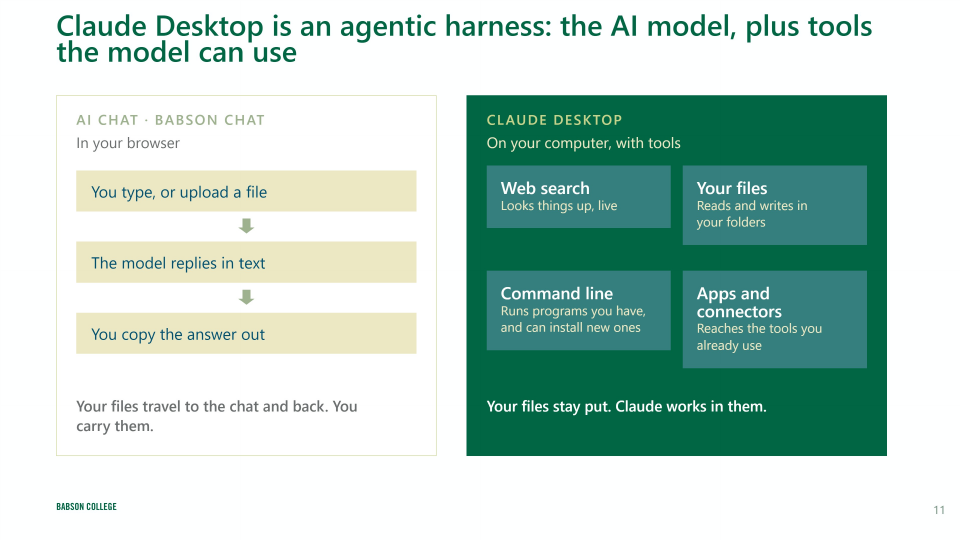 Claude Desktop is an agentic harness: the AI model, plus tools
the model can use
AI CHAT · BABSON CHAT
In your browser
You type, or upload a file
The model replies in text
You copy the answer out
Your files travel to the chat and back. You
carry them.
CLAUDE DESKTOP
On your computer, with tools
Web search
Looks things up, live
Your files
Reads and writes in
your folders
Command line
Runs programs you have,
and can install new ones
Apps and
connectors
Reaches the tools you
already use
Your files stay put. Claude works in them.
BABSON COLLEGE
11